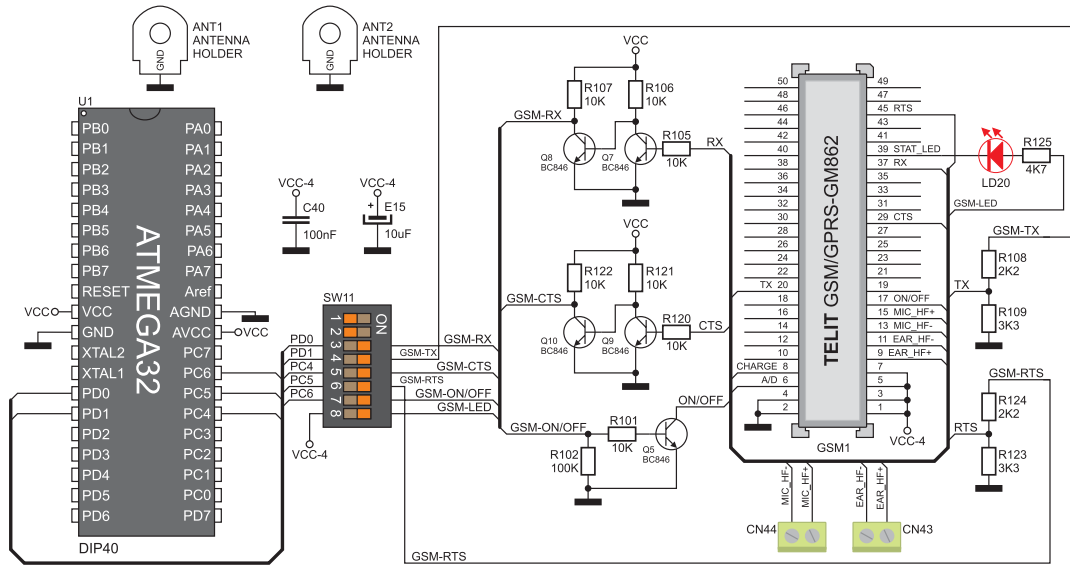 ANT1
ANTENNA
HOLDER
GND
ANT2
ANTENNA
HOLDER
GND
U1
ATMEGA32
PB0
PB1
PB2
PB3
PB4
PB5
PB6
PB7
RESET
VCC
GND
XTAL2
XTAL1
PD0
PD1
PD2
PD3
PD4
PD5
PD6
PA0
PA1
PA2
PA3
PA4
PA5
PA6
PA7
Aref
AGND
AVCC
PC7
PC6
PC5
PC4
PC3
PC2
PC1
PC0
PD7
DIP40
VCC
VCC
VCC-4
C40
100nF
VCC-4
+
E15
10uF
SW11
ON
1
2
3
4
5
6
7
8
PD0
PD1
PC4
PC5
PC6
VCC-4
GSM-RX
GSM-TX
GSM-CTS
GSM-RTS
GSM-ON/OFF
GSM-LED
GSM-RX
GSM-CTS
GSM-ON/OFF
VCC
R107
10K
R106
10K
Q8
BC846
Q7
BC846
R105
10K
RX
VCC
R122
10K
R121
10K
Q10
BC846
Q9
BC846
R120
10K
CTS
ON/OFF
R101
10K
R102
100K
Q5
BC846
TELIT GSM/GPRS-GM862
50
48
46
44
42
40
38
36
34
32
30
28
26
24
22
TX 20
18
16
14
12
10
CHARGE 8
A/D 6
4
2
49
47
45 RTS
43
41
39 STAT_LED
37 RX
35
33
31
29 CTS
27
25
23
21
19
17 ON/OFF
15 MIC_HF+
13 MIC_HF-
11 EAR_HF-
9 EAR_HF+
7
5
3
1
VCC-4
GSM1
LD20
R125
4K7
GSM-LED
GSM-TX
R108
2K2
TX
R109
3K3
GSM-RTS
R124
2K2
RTS
R123
3K3
MIC_HF-
MIC_HF+
EAR_HF-
EAR_HF+
CN44
CN43
GSM-RTS